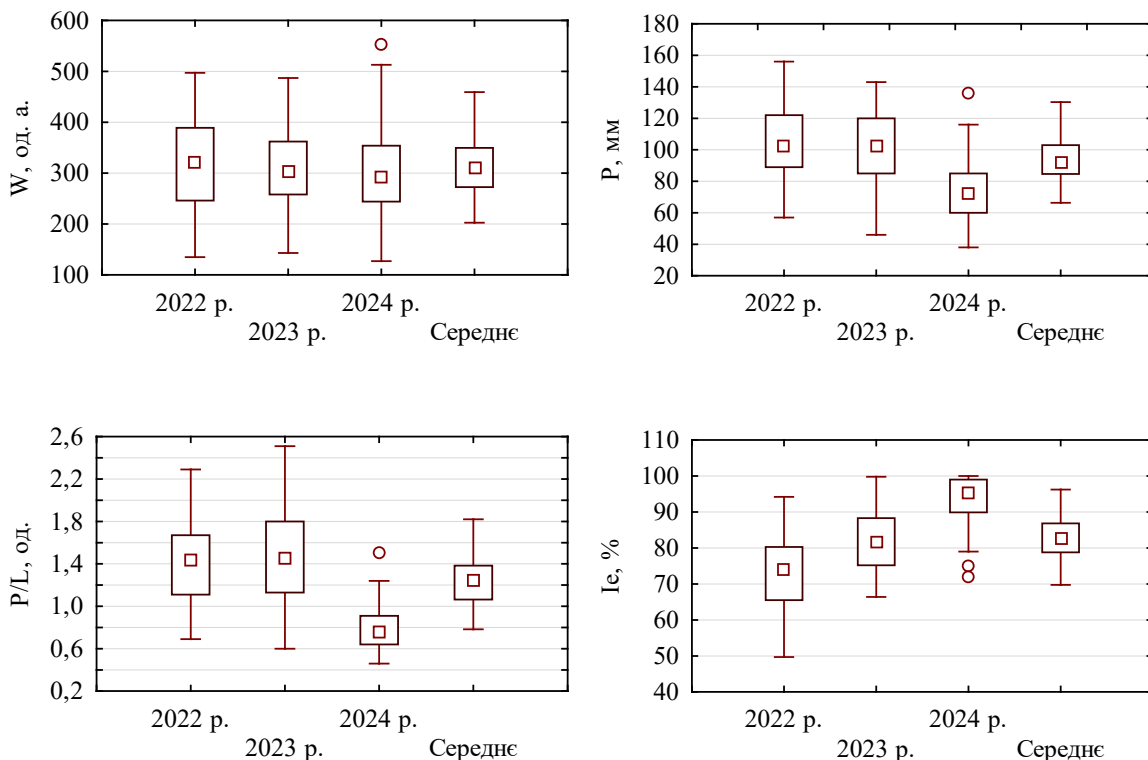 W, од. а.
600
500
400
300
200
100
2022 р.
2024 р.
2023 р.
Середнє
P, мм
180
160
140
120
100
80
60
40
20
2022 р.
2024 р.
2023 р.
Середнє
P/L, од.
2,6
2,2
1,8
1,4
1,0
0,6
0,2
2022 р.
2024 р.
2023 р.
Середнє
Ie, %
110
100
90
80
70
60
50
40
2022 р.
2024 р.
2023 р.
Середнє